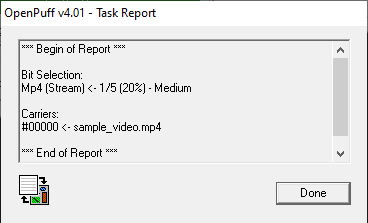 OpenPuff v4.01 - Task Report
*** Begin of Report ***
Bit Selection:
Mp4 (Stream) <- 1/5 (20%) - Medium
Carriers:
#00000 <- sample_video.mp4
*** End of Report ***
Done